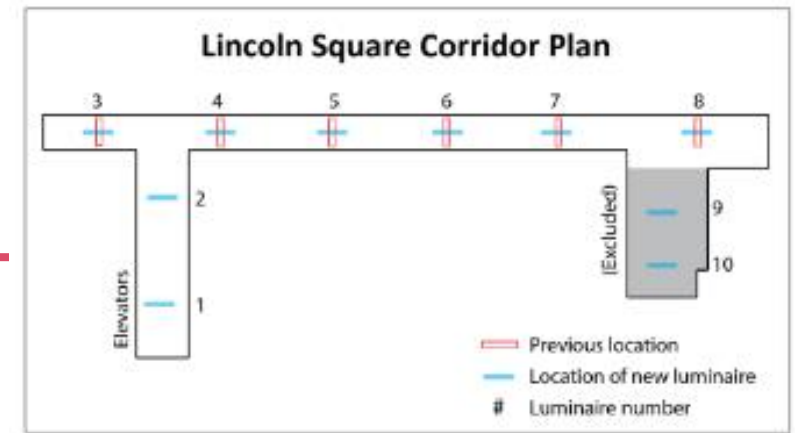 Lincoln Square Corridor Plan
3 4 5 6 7 8
2
1
Elevators
(Excluded)
9
10
Previous location
Location of new luminaire
# Luminaire number